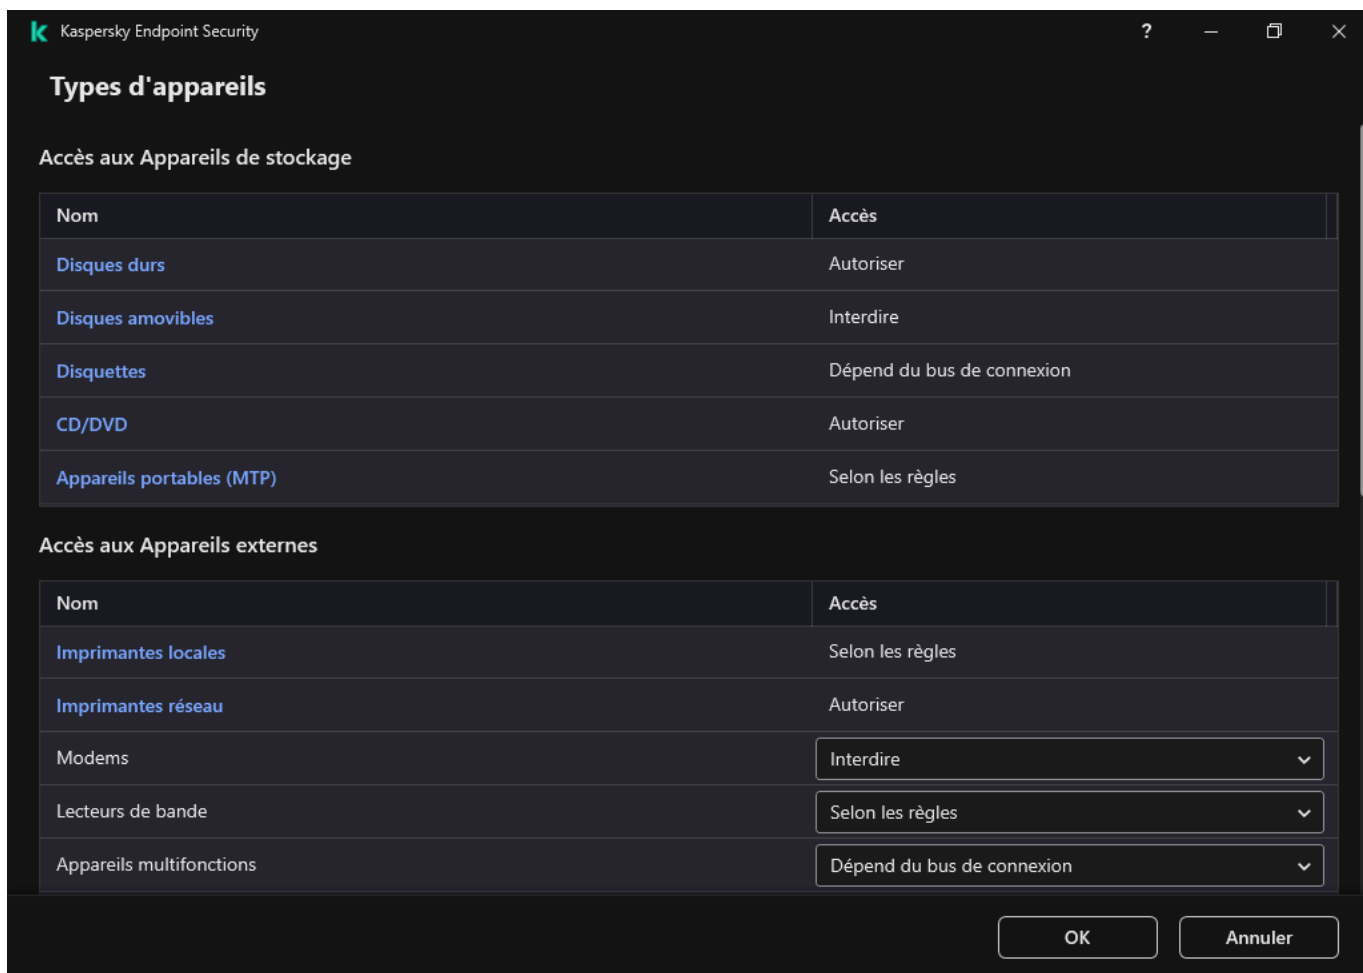 Kaspersky Endpoint Security ?
Types d'appareils
Accès aux Appareils de stockage
Nom Accès
Disques durs Autoriser
Disques amovibles Interdire
Disquettes Dépend du bus de connexion
CD/DVD Autoriser
Appareils portables (MTP) Selon les règles
Accès aux Appareils externes
Nom Accès
Imprimantes locales Selon les règles
Imprimantes réseau Autoriser
Modems Interdire
Lecteurs de bande Selon les règles
Appareils multifonctions Dépend du bus de connexion
OK Annuler